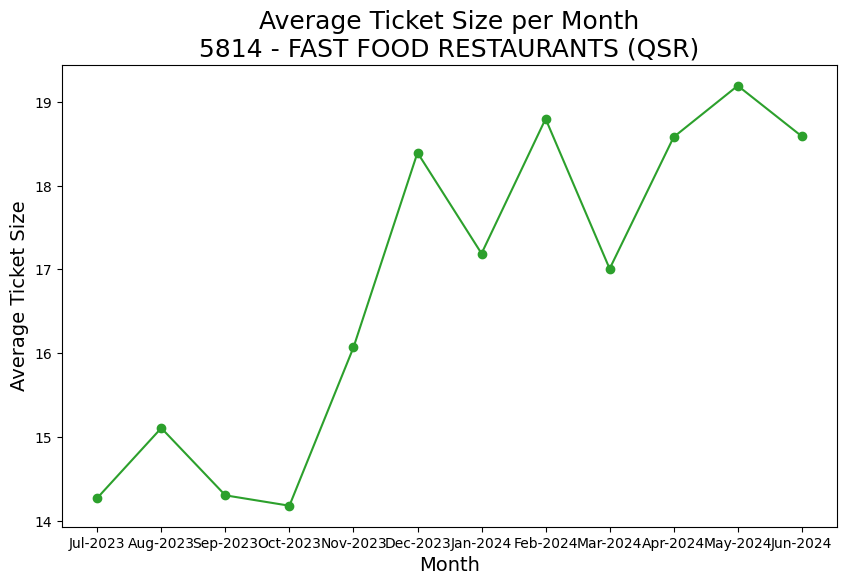 Average Ticket Size per Month
5814 - FAST FOOD RESTAURANTS (QSR)
Average Ticket Size
19
18
17
16
15
14
Jul-2023 Aug-2023 Sep-2023 Oct-2023 Nov-2023 Dec-2023 Jan-2024 Feb-2024 Mar-2024 Apr-2024 May-2024 Jun-2024
Month